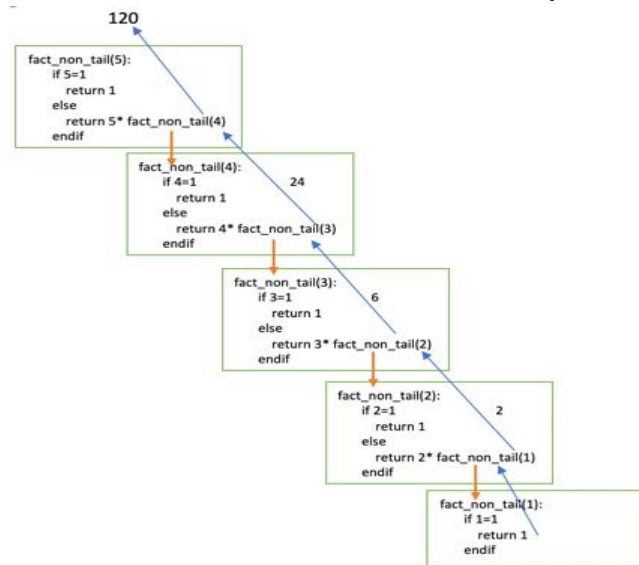 120
fact_non_tail(5):
if 5=1
return 1
else
return 5* fact_non_tail(4)
endif
fact_non_tail(4):
if 4=1
return 1
else
return 4* fact_non_tail(3)
endif
24
fact_non_tail(3):
if 3=1
return 1
else
return 3* fact_non_tail(2)
endif
6
fact_non_tail(2):
if 2=1
return 1
else
return 2* fact_non_tail(1)
endif
2
fact_non_tail(1):
if 1=1
return 1
endif